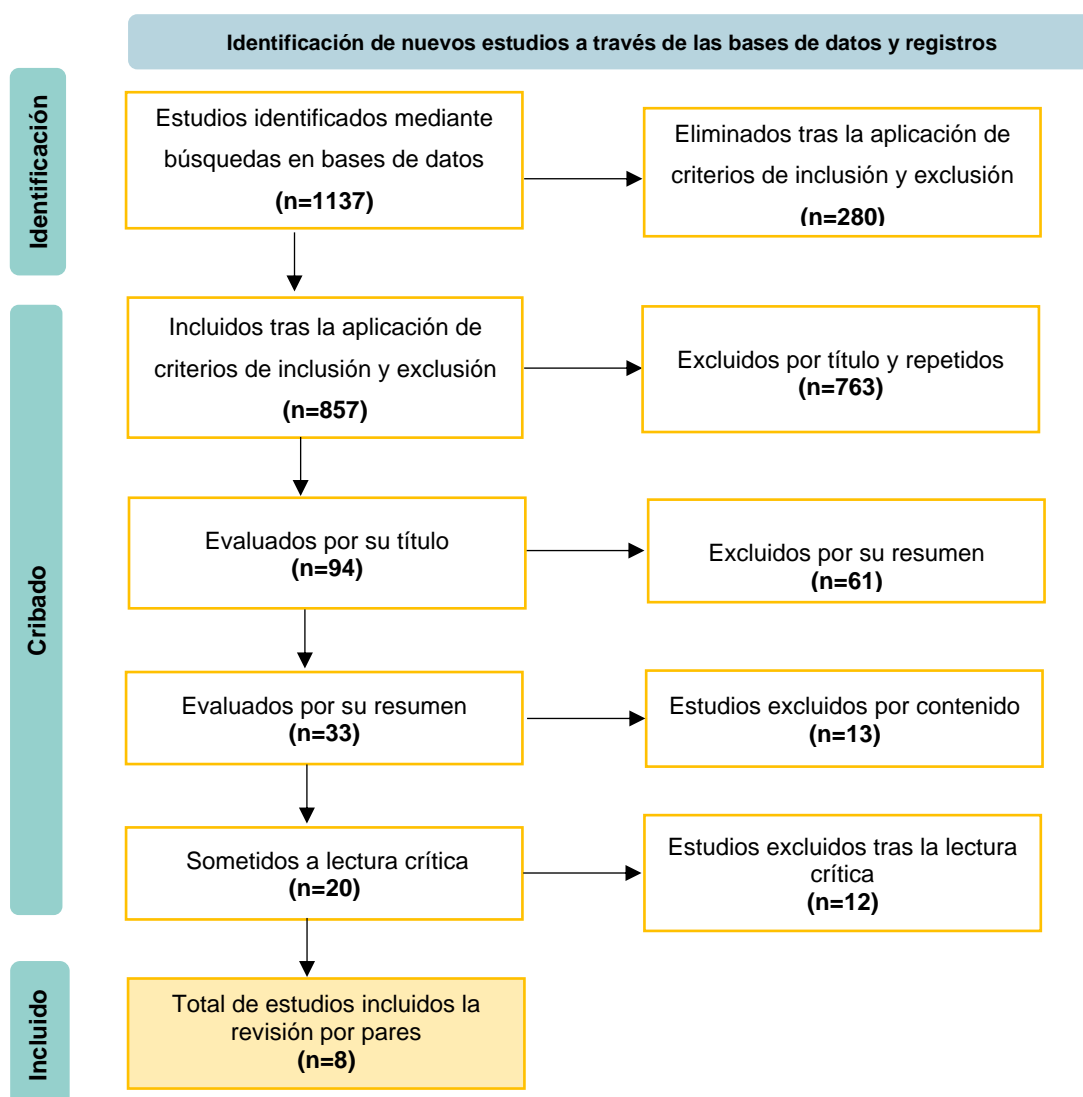 Identificación de nuevos estudios a través de las bases de datos y registros
Identificación
Estudios identificados mediante
búsquedas en bases de datos
(n=1137)
Eliminados tras la aplicación de
criterios de inclusión y exclusión
(n=280)
Cribado
Incluidos tras la aplicación de
criterios de inclusión y exclusión
(n=857)
Excluidos por título y repetidos
(n=763)
Evaluados por su título
(n=94)
Excluidos por su resumen
(n=61)
Evaluados por su resumen
(n=33)
Estudios excluidos por contenido
(n=13)
Sometidos a lectura crítica
(n=20)
Estudios excluidos tras la lectura
crítica
(n=12)
Incluido
Total de estudios incluidos la
revisión por pares
(n=8)